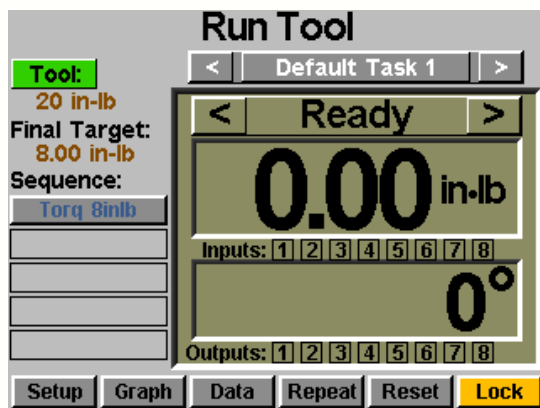 Run Tool
Tool:
< Default Task 1 >
20 in-lb
Final Target:
8.00 in-lb
Sequence:
Torq 8inlb
< Ready >
0.00 in•lb
Inputs: 1 2 3 4 5 6 7 8
0°
Outputs: 1 2 3 4 5 6 7 8
Setup Graph Data Repeat Reset Lock